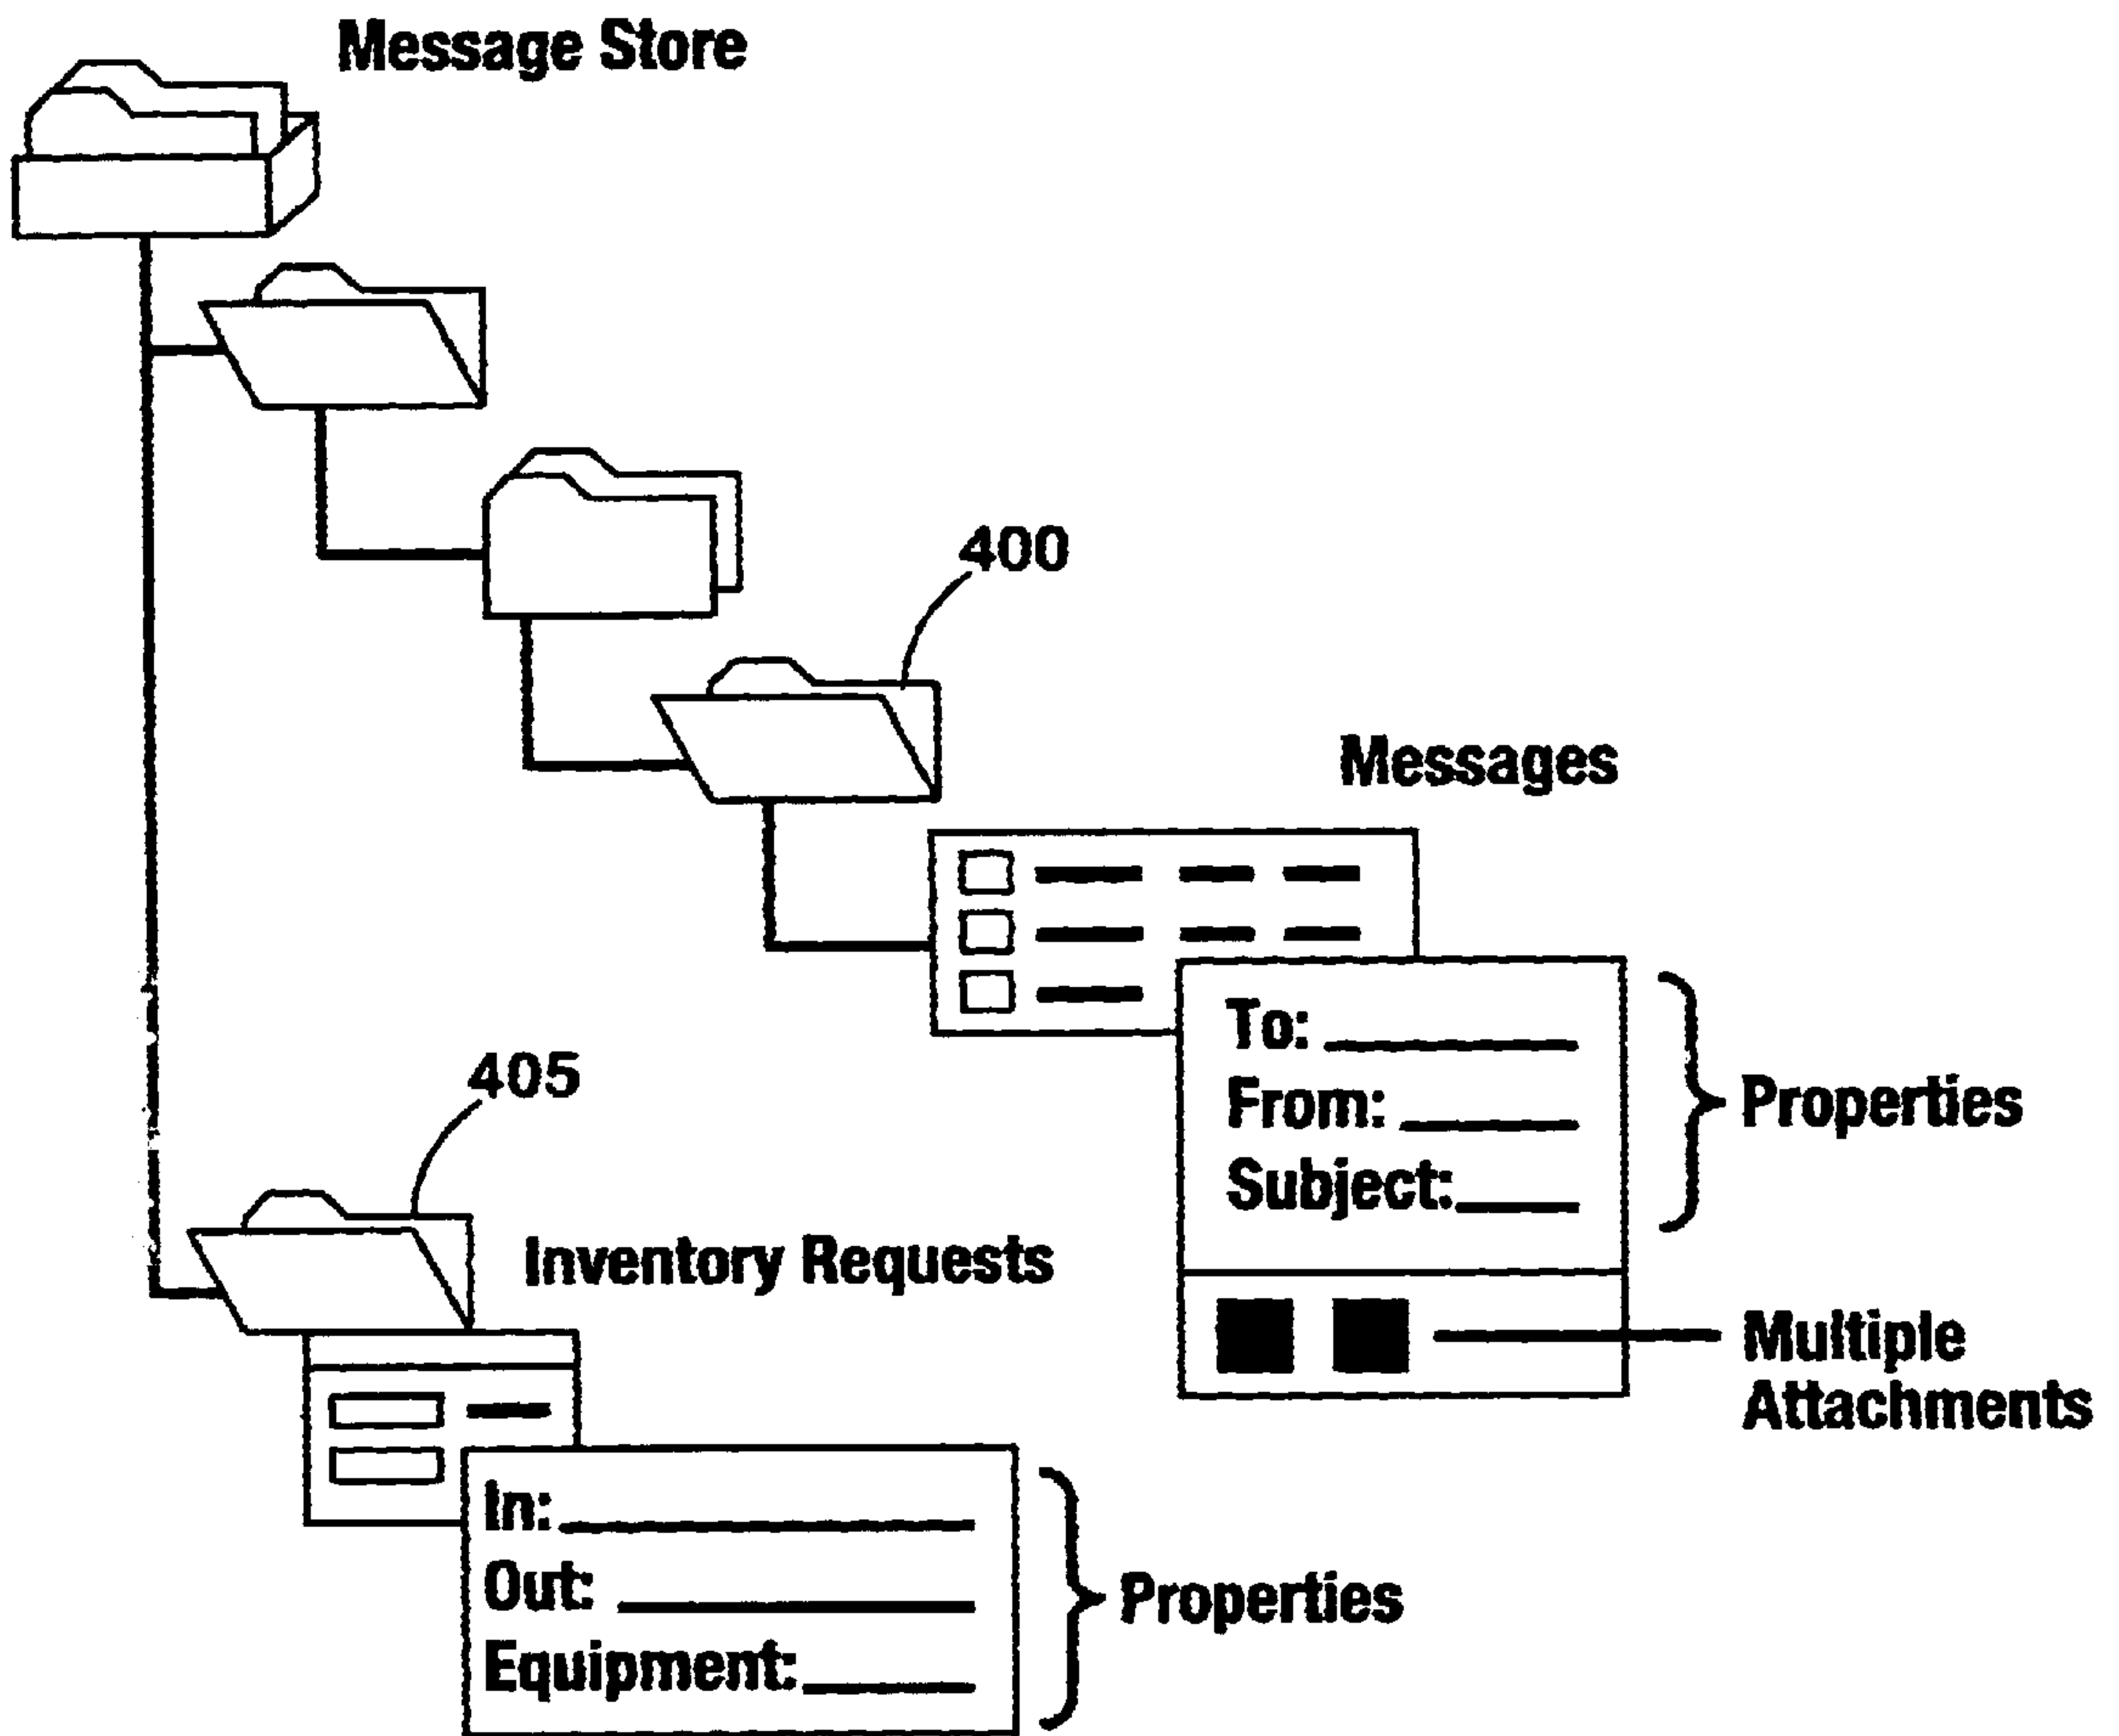 Message Store
400
Messages
To:
From:
Subject:
Properties
405
Inventory Requests
Multiple
Attachments
In:
Out:
Equipment:
Properties